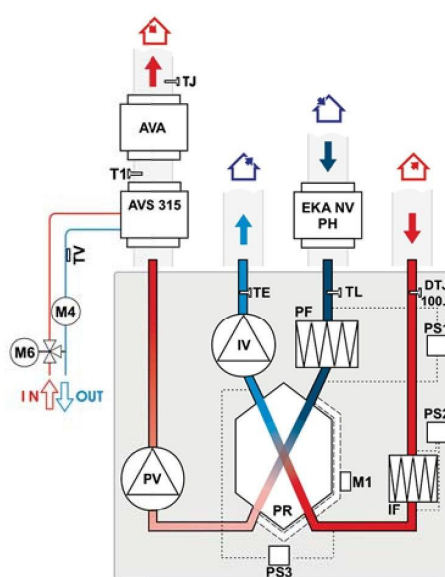 TJ
AVA
T1
AVS 315
EKA NV
PH
TV
TE
TL
DTJ
100.
PF
PS1
M4
IV
M6
IN
OUT
PS2
PV
M1
PR
IF
PS3